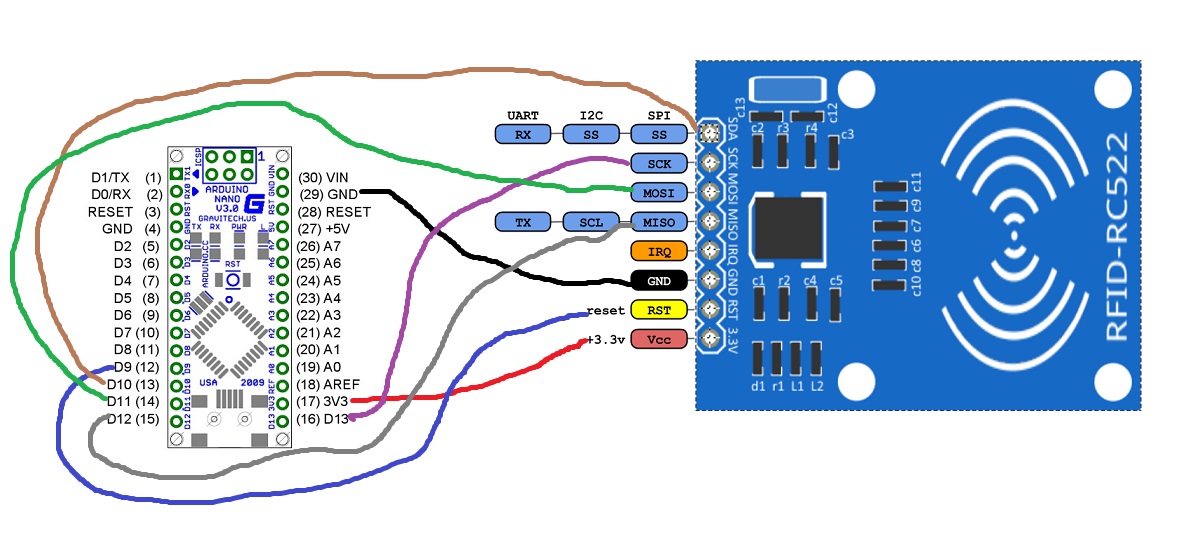 UART I2C SPI
RX SS SS
SCK
MOSI
TX SCL MISO
IRQ
GND
reset RST
+3.3v Vcc
D1/TX (1)
D0/RX (2)
RESET (3)
GND (4)
D2 (5)
D3 (6)
D4 (7)
D5 (8)
D6 (9)
D7 (10)
D8 (11)
D9 (12)
D10 (13)
D11 (14)
D12 (15)
(30) VIN
(29) GND
(28) RESET
(27) +5V
(26) A7
(25) A6
(24) A5
(23) A4
(22) A3
(21) A2
(20) A1
(19) A0
(18) AREF
(17) 3V3
(16) D13
ICSP
1
ARDUINO
NANO
V3.0
G
GRAVITECH.US
TX RX PWR L
ARDUINO.CC
RST
USA 2009
TX1
RX0
RST
GND
D2
D3
D4
D5
D6
D7
D8
D9
D10
D11
D12
VIN
GND
RST
5V
A7
A6
A5
A4
A3
A2
A1
A0
REF
3V3
D13
SDA
SCK
MOSI
MISO
IRQ
GND
RST
3.3V
c13
c12
c2 r3 r4 c3
c11
c9
c7
c6
c8
c10
c1 r2 c4 c5
d1 r1 L1 L2
RFID-RC522